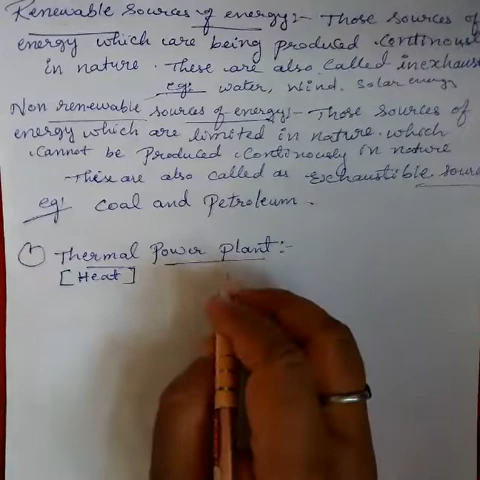 Renewable Sources of energy:- Those sources of
energy which are being produced continous
in nature. These are also called inexhaus
eg: water, wind. solar energy
Non renewable sources of energy:- Those sources of
energy which are limited in nature. which
cannot be produced continously in nature
These are also called as Exhaustible sour
eg: coal and Petroleum.
① Thermal Power Plant:-
[Heat]